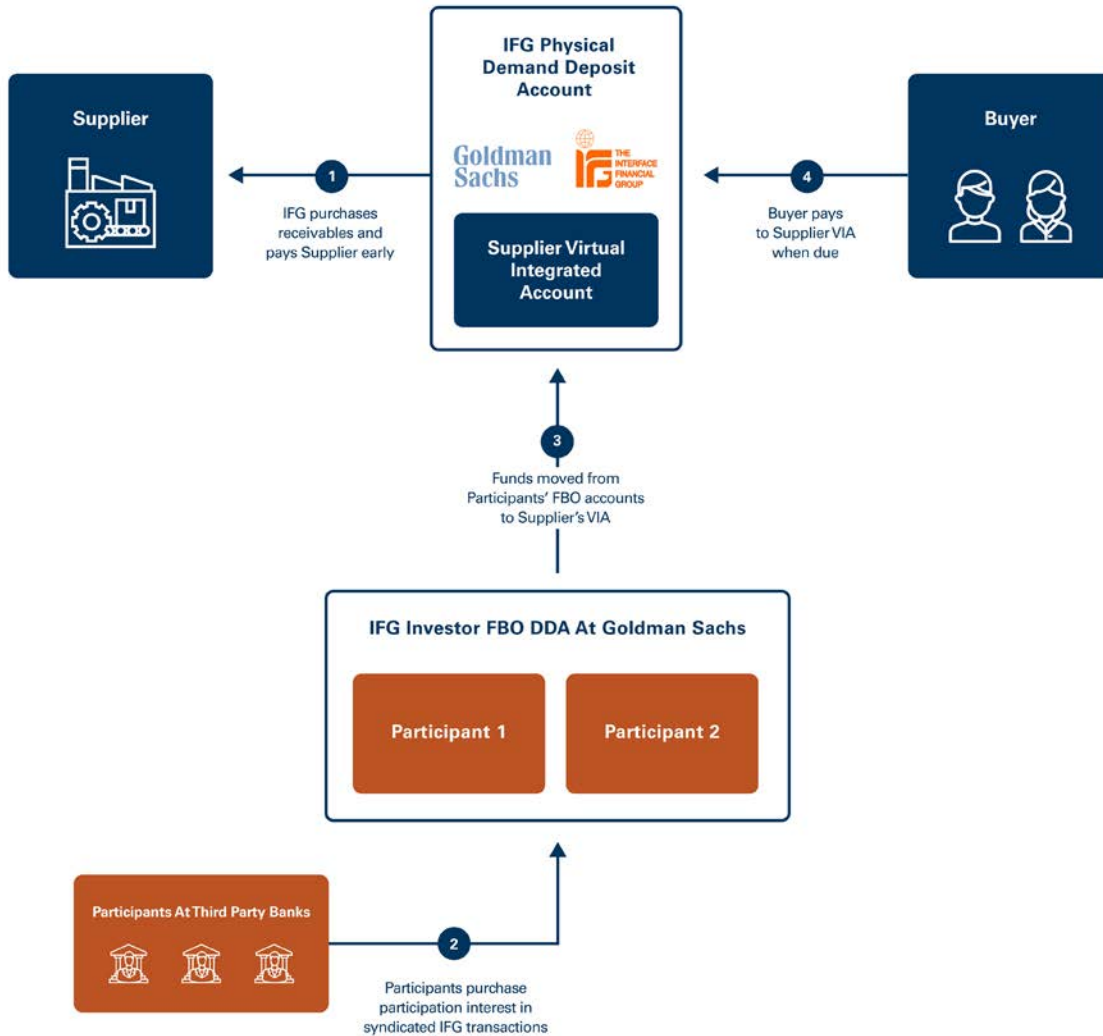 IFG Physical
Demand Deposit
Account
Goldman
Sachs
IFG
THE
INTERFACE
FINANCIAL
GROUP
Supplier Virtual
Integrated
Account
Supplier
1
IFG purchases
receivables and
pays Supplier early
Buyer
4
Buyer pays
to Supplier VIA
when due
3
Funds moved from
Participants' FBO accounts
to Supplier's VIA
IFG Investor FBO DDA At Goldman Sachs
Participant 1
Participant 2
Participants At Third Party Banks
2
Participants purchase
participation interest in
syndicated IFG transactions